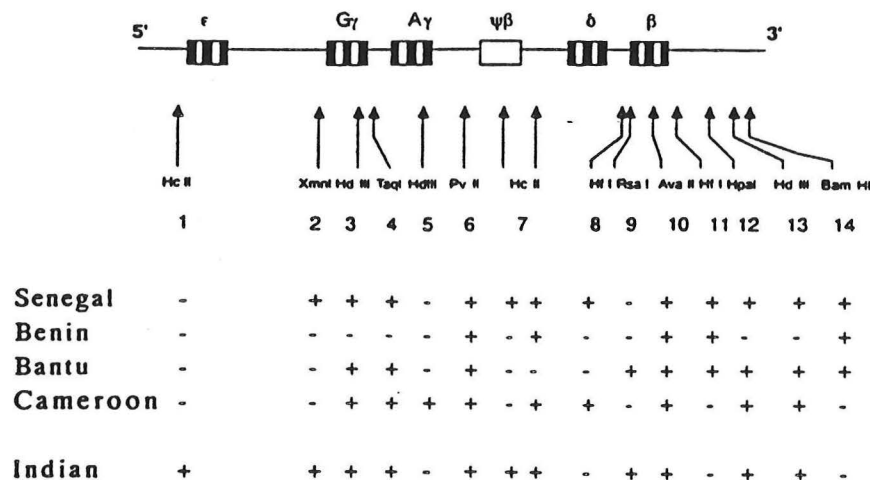 ε Gγ Aγ ψβ δ β
5' 3'
Hc II XmnI Hd III TaqI HdIII Pv II Hc II Hf I RsaI Ava II Hf I HpaI Hd III Bam HI
1 2 3 4 5 6 7 8 9 10 11 12 13 14
Senegal - + + + - + + + + - + + + + +
Benin - - - - - + - + - - + + - - +
Bantu - - + + - + - - - + + + + + +
Cameroon - - + + + + - + + - + - + + -
Indian + + + + - + + + - + + - + + -